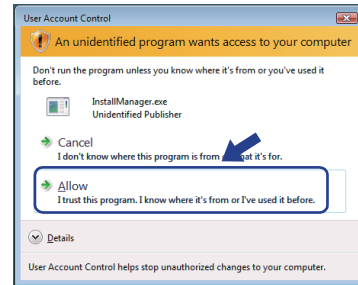 User Account Control
An unidentified program wants access to your computer
Don't run the program unless you know where it's from or you've used it
before.
InstallManager.exe
Unidentified Publisher
Cancel
I don't know where this program is from at it's for.
Allow
I trust this program. I know where it's from or I've used it before.
Details
User Account Control helps stop unauthorized changes to your computer.